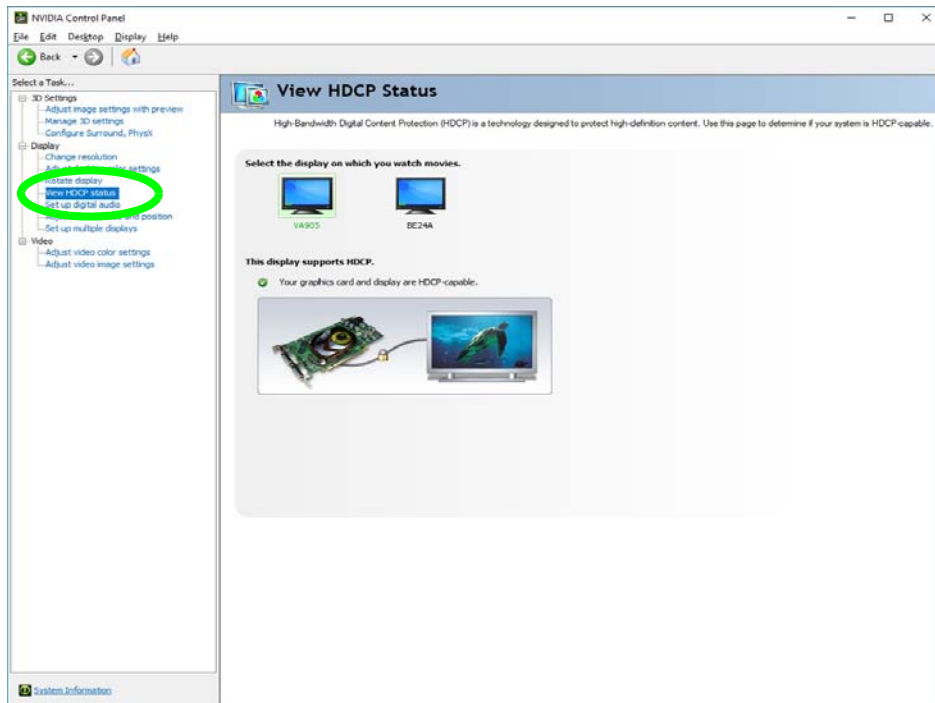 NVIDIA Control Panel
File Edit Desktop Display Help
Back
Select a Task...
3D Settings
Adjust image settings with preview
Manage 3D settings
Configure Surround, PhysX
Display
Change resolution
settings
Rotate display
View HDCP status
Set up digital audio
and position
Set up multiple displays
Video
Adjust video color settings
Adjust video image settings
System Information
View HDCP Status
High-Bandwidth Digital Content Protection (HDCP) is a technology designed to protect high-definition content. Use this page to determine if your system is HDCP-capable.
Select the display on which you watch movies.
VA905 BE24A
This display supports HDCP.
Your graphics card and display are HDCP-capable.